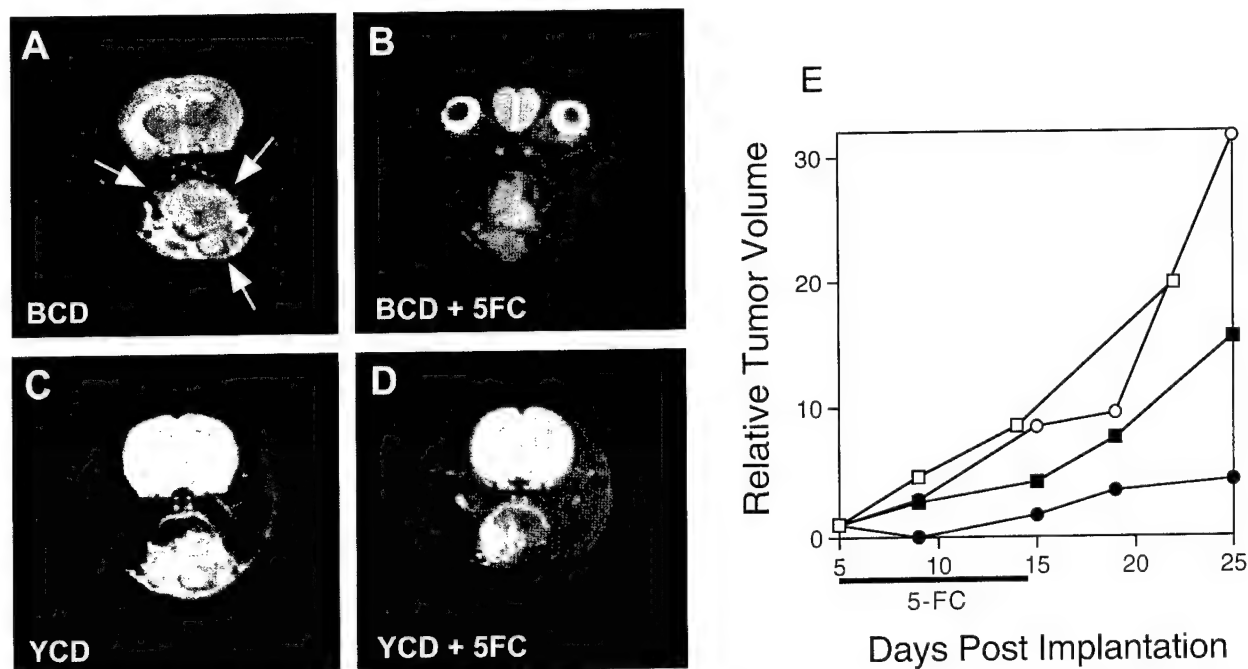 A
BCD
B
BCD + 5FC
C
YCD
D
YCD + 5FC
E
Relative Tumor Volume
30
20
10
0
5
10
15
20
25
5-FC
Days Post Implantation